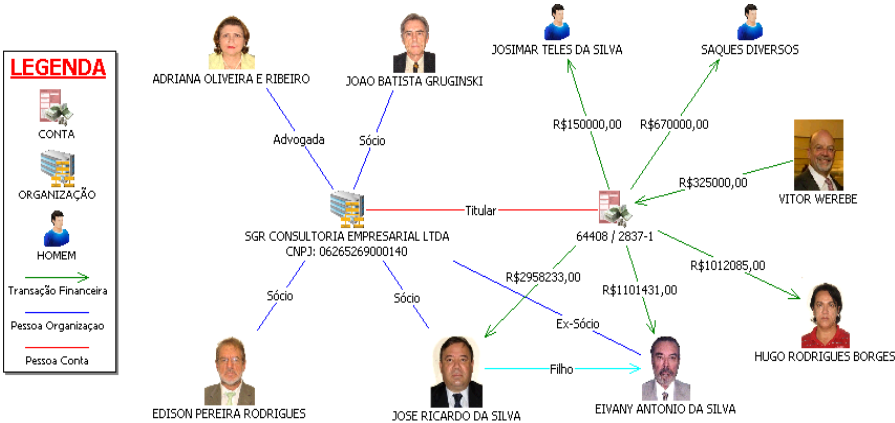 JOSIMAR TELES DA SILVA
SAQUES DIVERSOS
ADRIANA OLIVEIRA E RIBEIRO
JOAO BATISTA GRUGINSKI
LEGENDA
CONTA
ORGANIZAÇÃO
HOMEM
Transação Financeira
Pessoa Organizaçao
Pessoa Conta
Advogada
Sócio
R$150000,00
R$670000,00
R$325000,00
VITOR WEREBE
Titular
SGR CONSULTORIA EMPRESARIAL LTDA
CNPJ: 06265269000140
64408 / 2837-1
R$2958233,00
R$1101431,00
R$1012085,00
Sócio
Sócio
Ex-Sócio
HUGO RODRIGUES BORGES
Filho
EDISON PEREIRA RODRIGUES
JOSE RICARDO DA SILVA
EIVANY ANTONIO DA SILVA